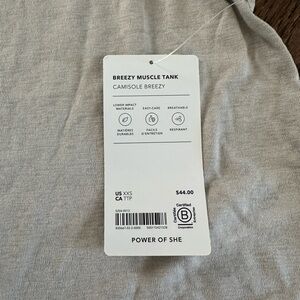 BREEZY MUSCLE TANK
CAMISOLE BREEZY
LOWER IMPACT MATERIALS
EASY-CARE
BREATHABLE
MATIÈRES DURABLES
FACILE D'ENTRETIEN
RESPIRANT
US XXS
CA TTP
$44.00
Certified
B
Corporation
POWER OF SHE